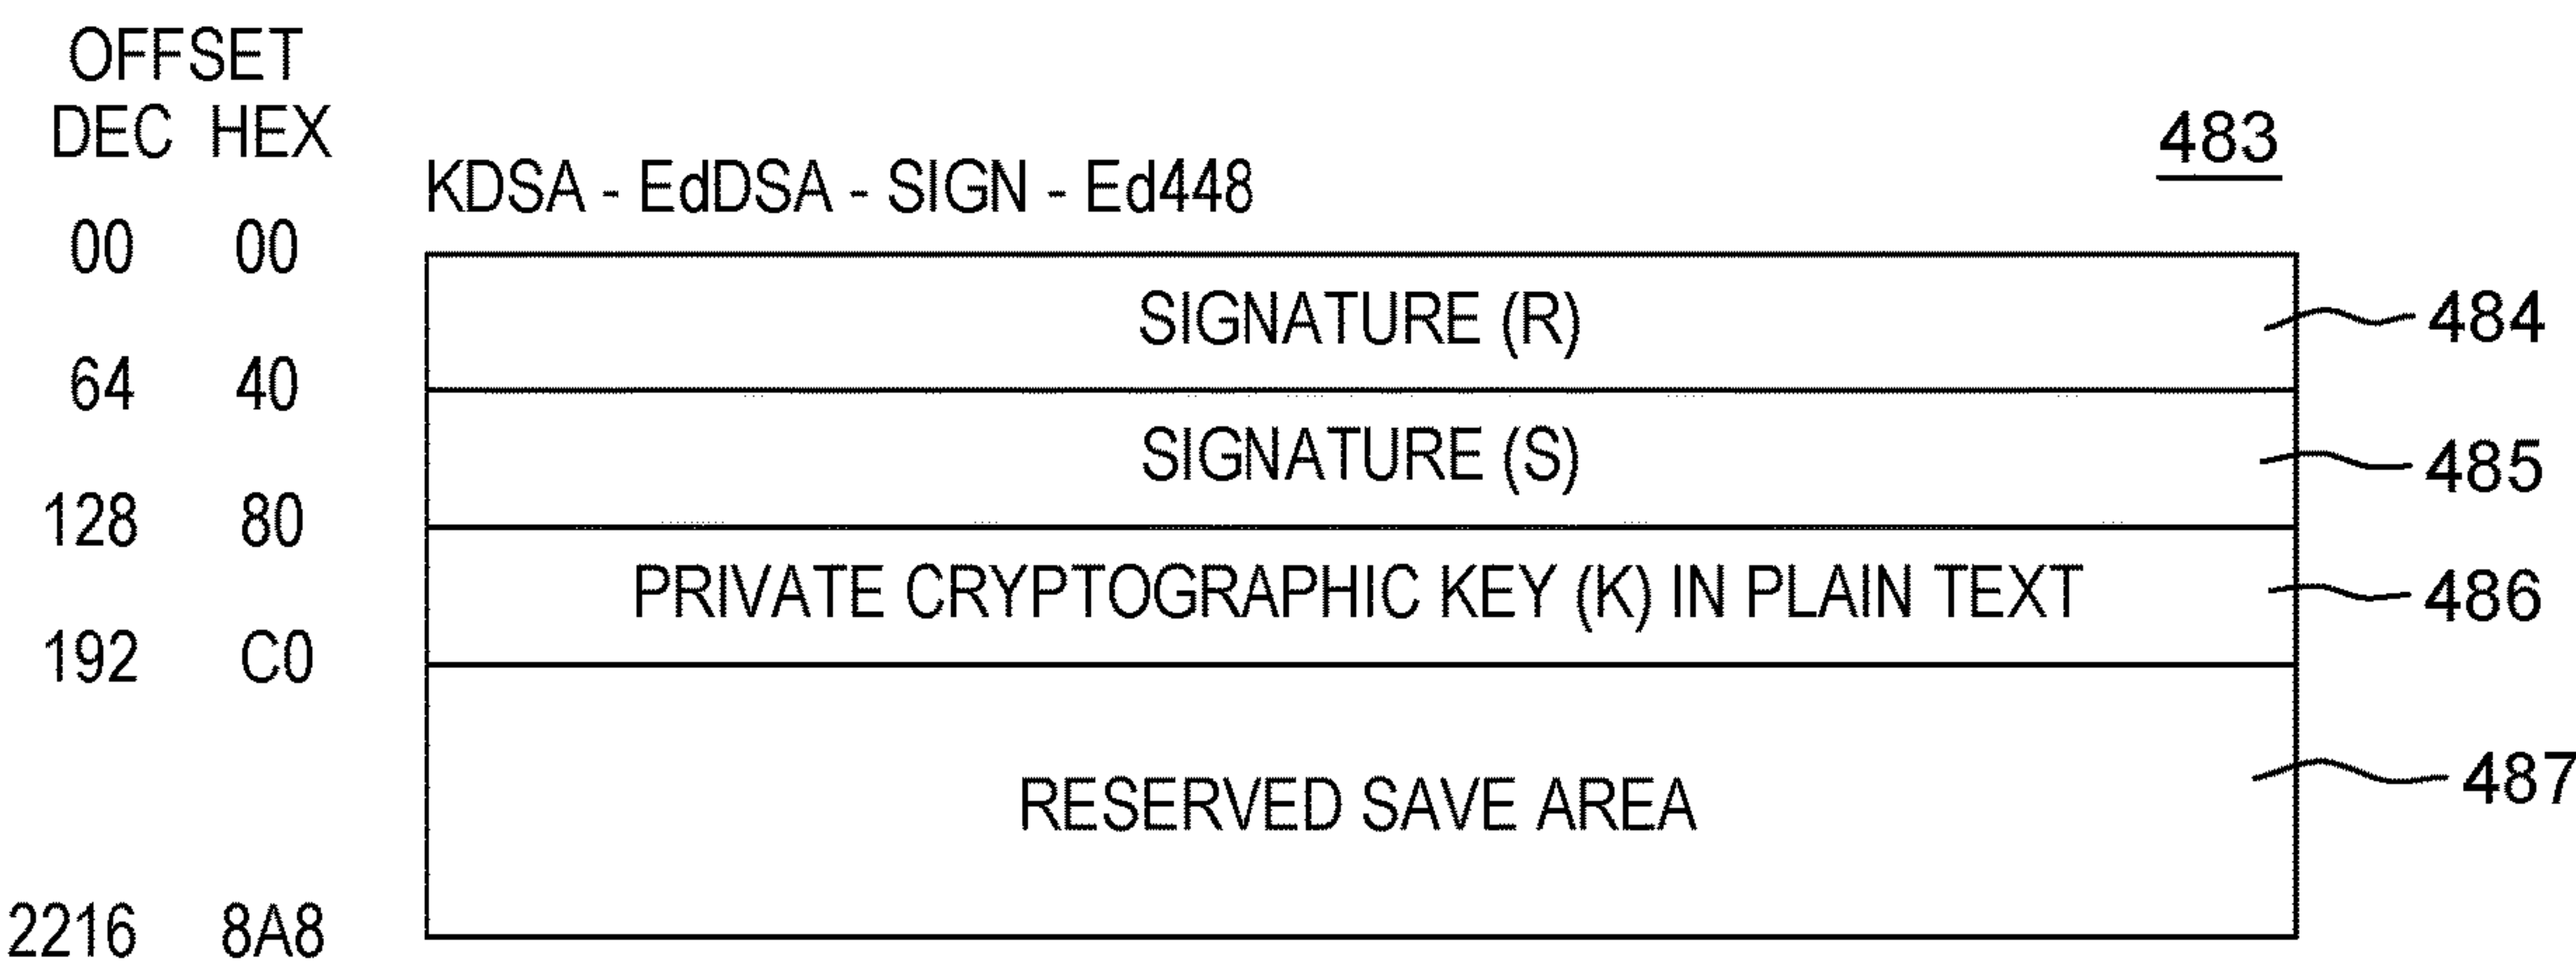 OFFSET
DEC HEX
483
KDSA - EdDSA - SIGN - Ed448
00 00
SIGNATURE (R)
484
64 40
SIGNATURE (S)
485
128 80
PRIVATE CRYPTOGRAPHIC KEY (K) IN PLAIN TEXT
486
192 C0
RESERVED SAVE AREA
487
2216 8A8